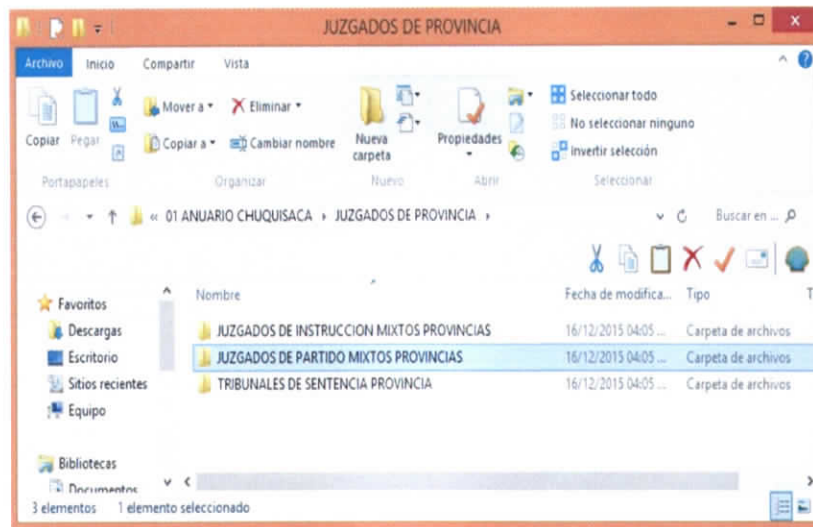 JUZGADOS DE PROVINCIA
Archivo Inicio Compartir Vista
Copiar Pegar
Mover a Eliminar
Copiar a Cambiar nombre
Nueva carpeta
Propiedades
Seleccionar todo
No seleccionar ninguno
Invertir selección
Portapapeles Organizar Nuevo Abrir Seleccionar
« 01 ANUARIO CHUQUISACA JUZGADOS DE PROVINCIA Buscar en ...
Favoritos
Descargas
Escritorio
Sitios recientes
Equipo
Bibliotecas
Documentos
Nombre Fecha de modifica... Tipo T
JUZGADOS DE INSTRUCCION MIXTOS PROVINCIAS 16/12/2015 04:05 ... Carpeta de archivos
JUZGADOS DE PARTIDO MIXTOS PROVINCIAS 16/12/2015 04:05 ... Carpeta de archivos
TRIBUNALES DE SENTENCIA PROVINCIA 16/12/2015 04:05 ... Carpeta de archivos
3 elementos 1 elemento seleccionado